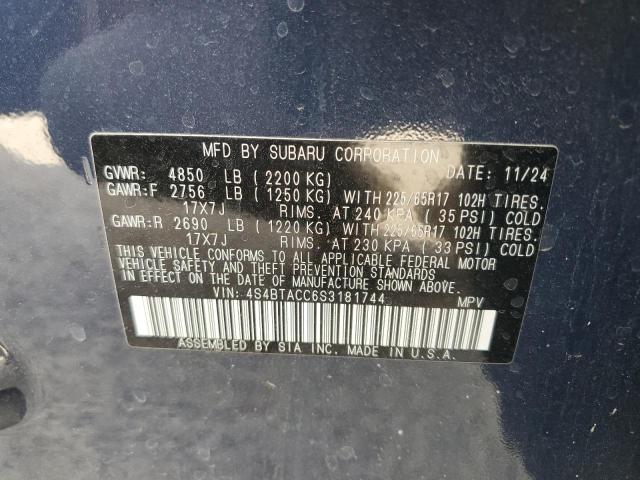 MFD BY SUBARU CORPORATION DATE: 11/24
GVWR: 4850 LB (2200 KG)
GAWR:F 2756 LB (1250 KG) WITH 225/65R17 102H TIRES.
17X7J RIMS. AT 240 KPA (35 PSI) COLD
GAWR:R 2690 LB (1220 KG) WITH 225/65R17 102H TIRES.
17X7J RIMS. AT 230 KPA (33 PSI) COLD
THIS VEHICLE CONFORMS TO ALL APPLICABLE FEDERAL MOTOR
VEHICLE SAFETY AND THEFT PREVENTION STANDARDS
IN EFFECT ON THE DATE OF MANUFACTURE SHOWN ABOVE.
VIN: 4S4BTACC6S3181744 MPV
ASSEMBLED BY SIA INC. MADE IN U.S.A.